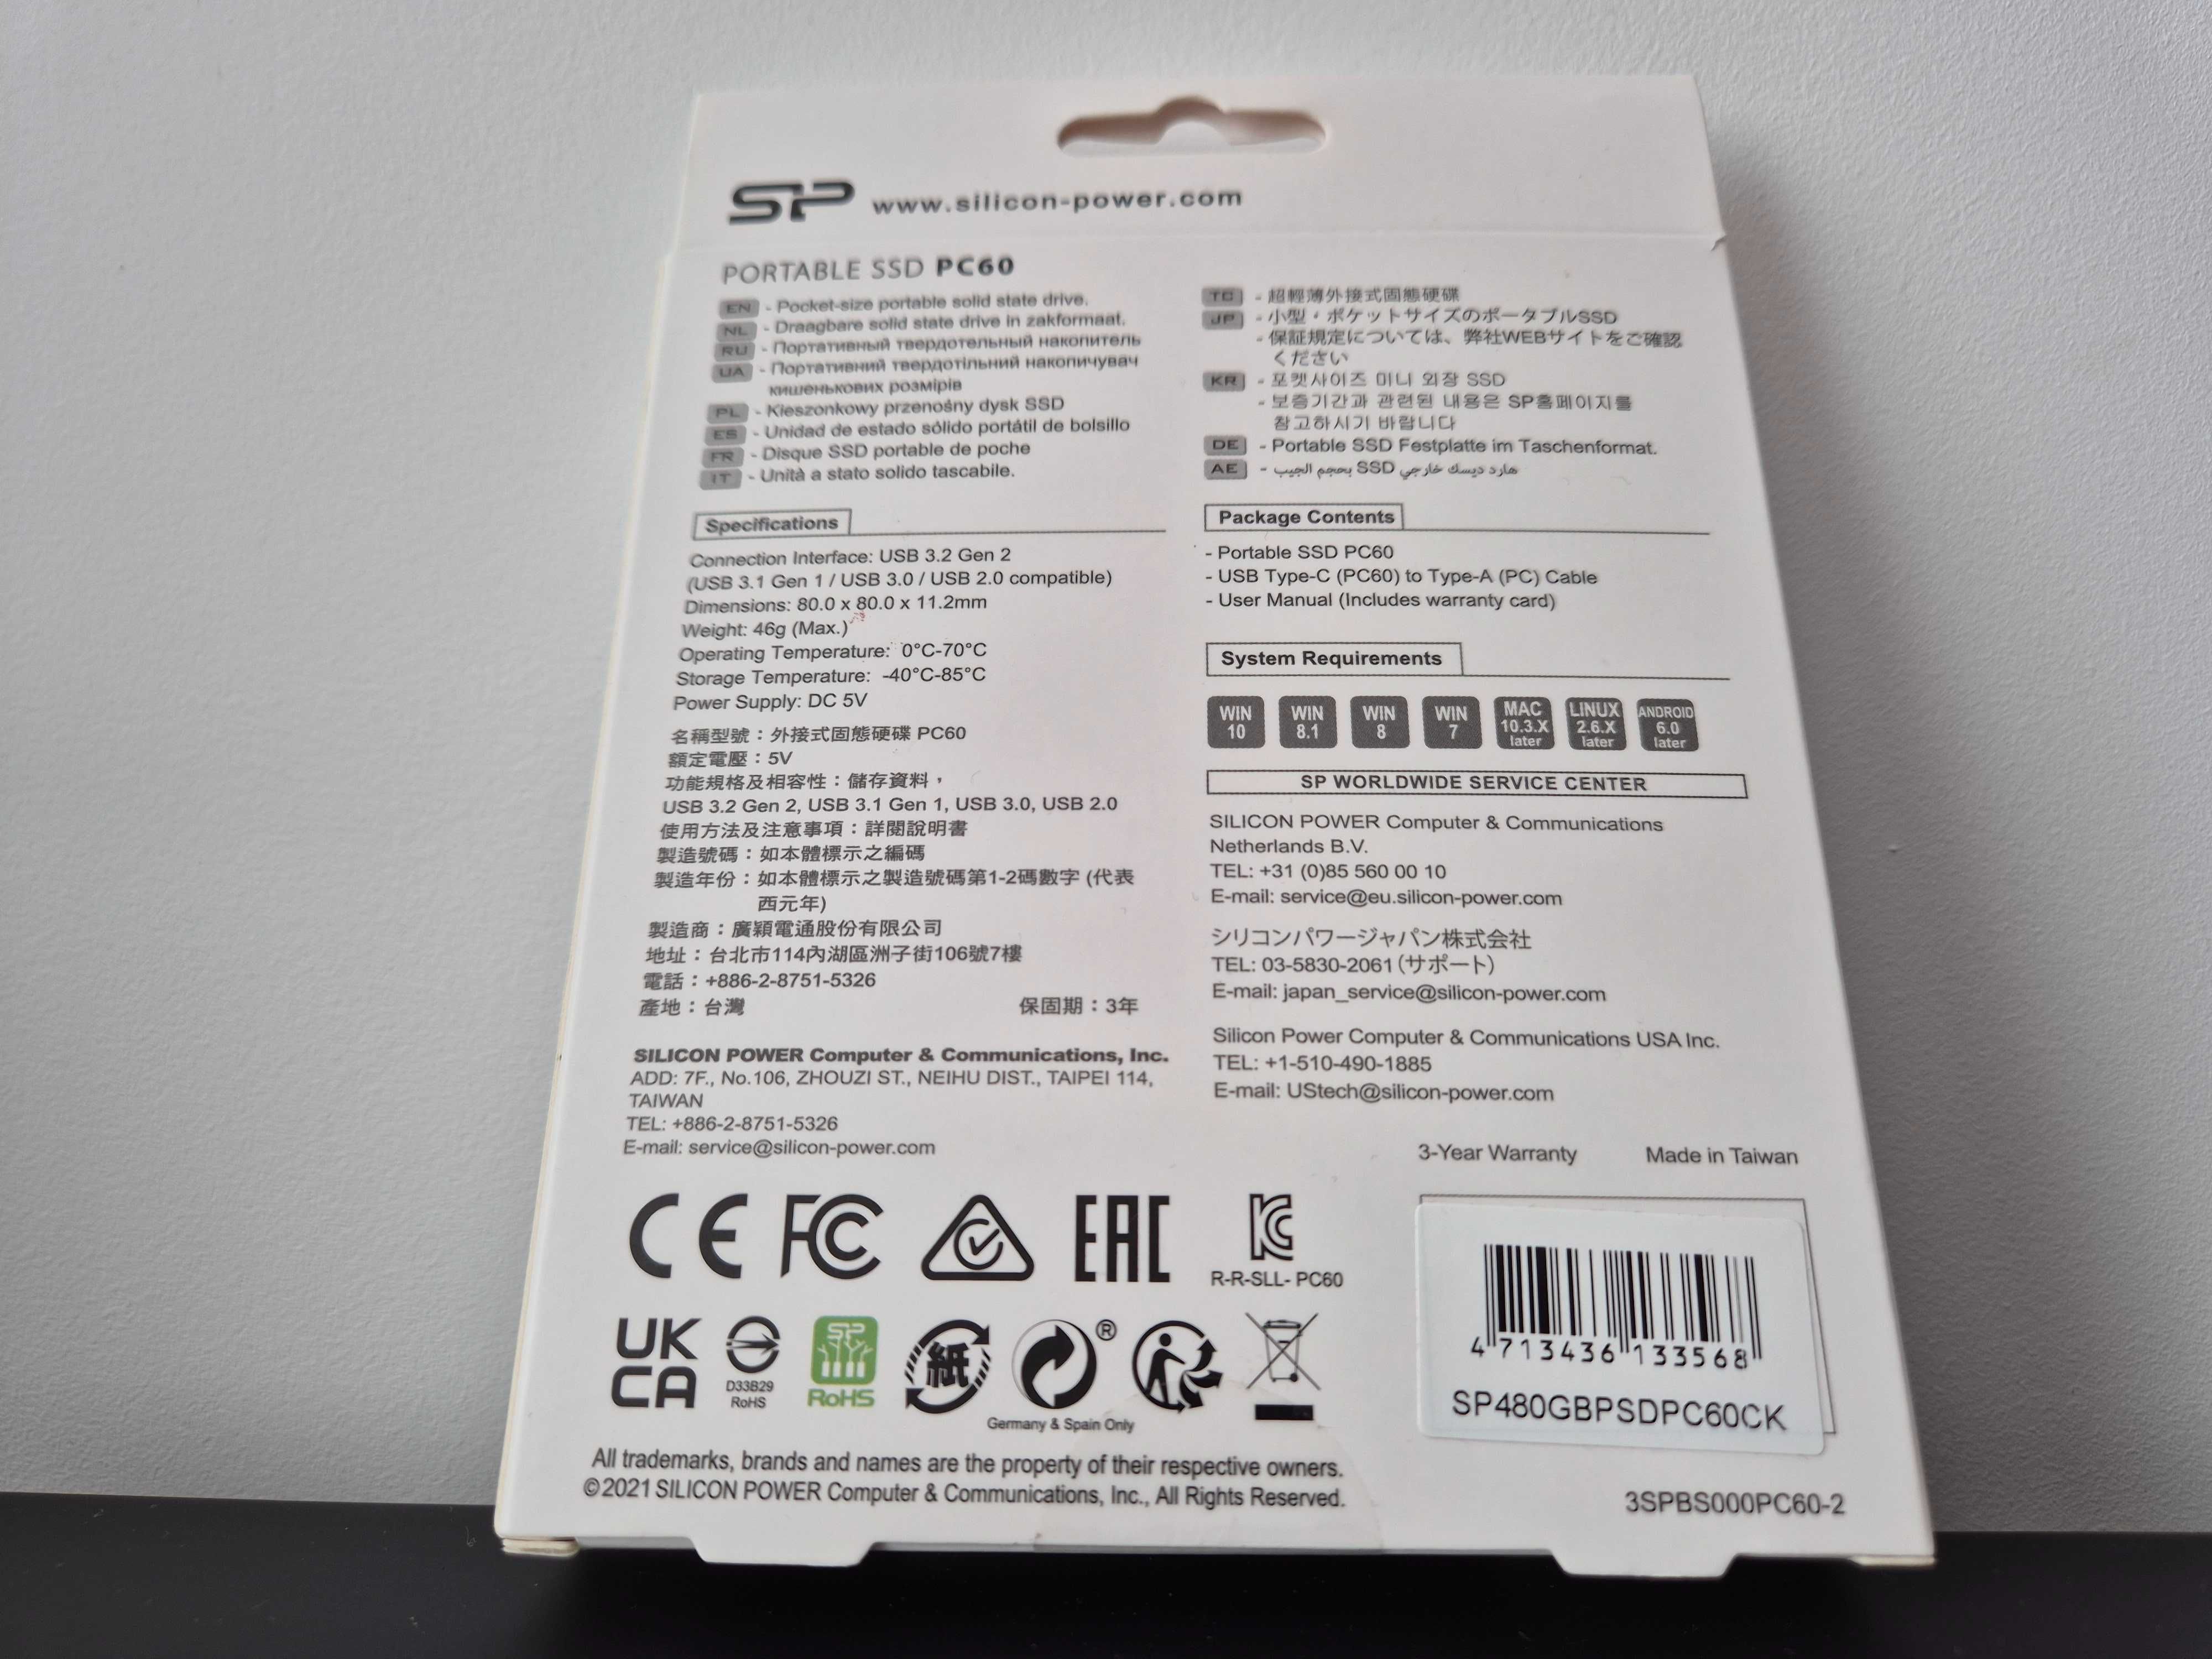 SP www.silicon-power.com
PORTABLE SSD PC60
EN - Pocket-size portable solid state drive.
NL - Draagbare solid state drive in zakformaat.
RU - Портативный твердотельный накопитель
UA - Портативний твердотільний накопичувач
кишенькових розмірів
PL - Kieszonkowy przenośny dysk SSD
ES - Unidad de estado sólido portátil de bolsillo
FR - Disque SSD portable de poche
IT - Unità a stato solido tascabile.
TC - 超輕薄外接式固態硬碟
JP - 小型・ポケットサイズのポータブルSSD
- 保証規定については、弊社WEBサイトをご確認
ください
KR - 포켓사이즈 미니 외장 SSD
- 보증기간과 관련된 내용은 SP홈페이지를
참고하시기 바랍니다
DE - Portable SSD Festplatte im Taschenformat.
AE - هارد ديسك خارجي SSD بحجم الجيب
Specifications
Connection Interface: USB 3.2 Gen 2
(USB 3.1 Gen 1 / USB 3.0 / USB 2.0 compatible)
Dimensions: 80.0 x 80.0 x 11.2mm
Weight: 46g (Max.)
Operating Temperature: 0°C-70°C
Storage Temperature: -40°C-85°C
Power Supply: DC 5V
名稱型號：外接式固態硬碟 PC60
額定電壓：5V
功能規格及相容性：儲存資料，
USB 3.2 Gen 2, USB 3.1 Gen 1, USB 3.0, USB 2.0
使用方法及注意事項：詳閱說明書
製造號碼：如本體標示之編碼
製造年份：如本體標示之製造號碼第1-2碼數字 (代表
西元年)
製造商：廣穎電通股份有限公司
地址：台北市114內湖區洲子街106號7樓
電話：+886-2-8751-5326
產地：台灣 保固期：3年
SILICON POWER Computer & Communications, Inc.
ADD: 7F., No.106, ZHOUZI ST., NEIHU DIST., TAIPEI 114,
TAIWAN
TEL: +886-2-8751-5326
E-mail: service@silicon-power.com
Package Contents
- Portable SSD PC60
- USB Type-C (PC60) to Type-A (PC) Cable
- User Manual (Includes warranty card)
System Requirements
WIN 10
WIN 8.1
WIN 8
WIN 7
MAC 10.3.X later
LINUX 2.6.X later
ANDROID 6.0 later
SP WORLDWIDE SERVICE CENTER
SILICON POWER Computer & Communications
Netherlands B.V.
TEL: +31 (0)85 560 00 10
E-mail: service@eu.silicon-power.com
シリコンパワージャパン株式会社
TEL: 03-5830-2061（サポート）
E-mail: japan_service@silicon-power.com
Silicon Power Computer & Communications USA Inc.
TEL: +1-510-490-1885
E-mail: UStech@silicon-power.com
3-Year Warranty Made in Taiwan
CE FC EAC KC
R-R-SLL- PC60
UK
CA
D33B29
RoHS
SP
RoHS
紙
®
Germany & Spain Only
4 713436 133568
SP480GBPSDPC60CK
All trademarks, brands and names are the property of their respective owners.
©2021 SILICON POWER Computer & Communications, Inc., All Rights Reserved.
3SPBS000PC60-2